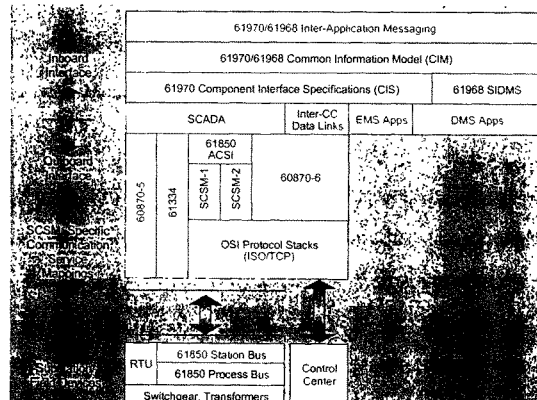 61970/61968 Inter-Application Messaging
61970/61968 Common Information Model (CIM)
61970 Component Interface Specifications (CIS)
61968 SIDMS
SCADA
Inter-CC
Data Links
EMS Apps
DMS Apps
Inboard
Interface
61850
ACSI
60870-5
61334
SCSM-1
SCSM-2
60870-6
Interface
SCSM-Specific
Communication
Service
Mappings
OSI Protocol Stacks
(ISO/TCP)
RTU
61850 Station Bus
61850 Process Bus
Switchgear, Transformers
Control
Center
Field Devices